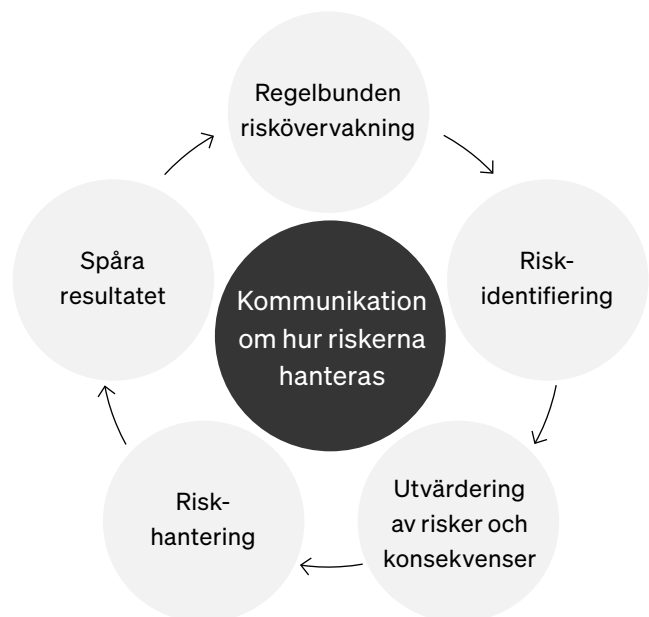 Regelbunden
riskövervakning
Risk-
identifiering
Utvärdering
av risker och
konsekvenser
Risk-
hantering
Spåra
resultatet
Kommunikation
om hur riskerna
hanteras